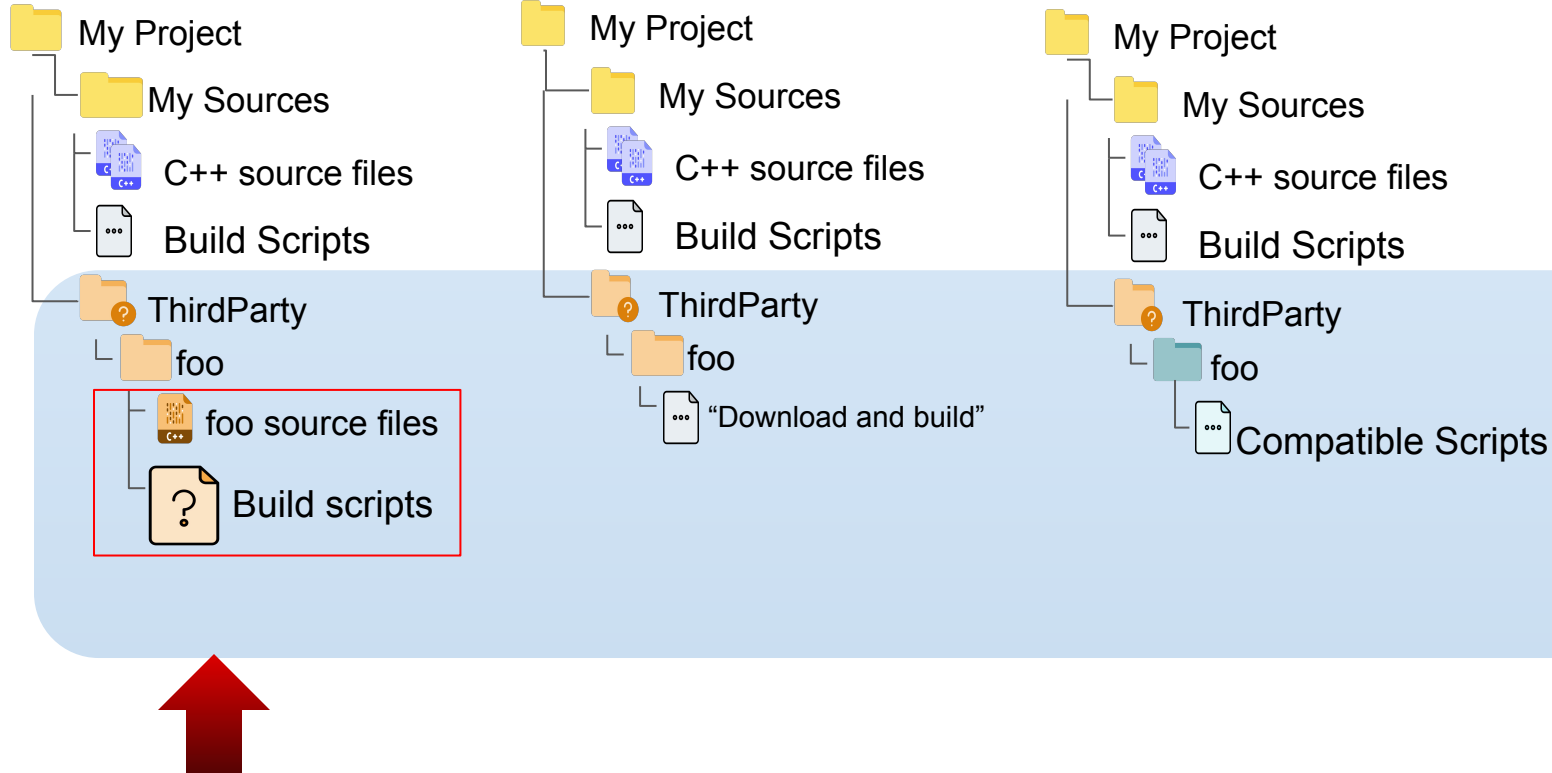 My Project
My Sources
C++ source files
C++
Build Scripts
ThirdParty
?
foo
foo source files
C++
?
Build scripts
My Project
My Sources
C++ source files
C++
Build Scripts
ThirdParty
?
foo
“Download and build”
My Project
My Sources
C++ source files
C++
Build Scripts
ThirdParty
?
foo
Compatible Scripts